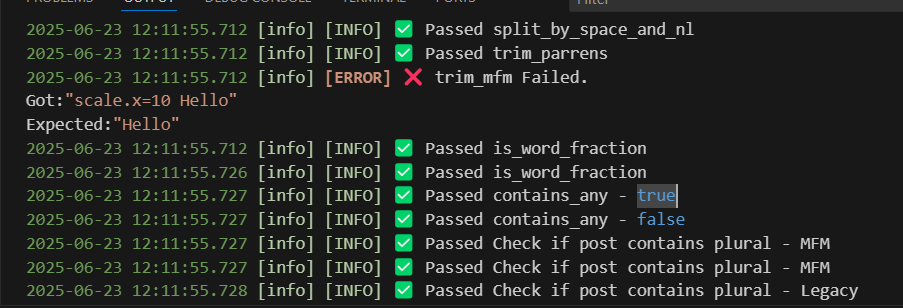 PROBLEMS OUTPUT DEBUG CONSOLE TERMINAL PORTS Filter
2025-06-23 12:11:55.712 [info] [INFO] ✅ Passed split_by_space_and_nl
2025-06-23 12:11:55.712 [info] [INFO] ✅ Passed trim_parrens
2025-06-23 12:11:55.712 [info] [ERROR] ❌ trim_mfm Failed.
Got:"scale.x=10 Hello"
Expected:"Hello"
2025-06-23 12:11:55.712 [info] [INFO] ✅ Passed is_word_fraction
2025-06-23 12:11:55.726 [info] [INFO] ✅ Passed is_word_fraction
2025-06-23 12:11:55.727 [info] [INFO] ✅ Passed contains_any - true
2025-06-23 12:11:55.727 [info] [INFO] ✅ Passed contains_any - false
2025-06-23 12:11:55.727 [info] [INFO] ✅ Passed Check if post contains plural - MFM
2025-06-23 12:11:55.727 [info] [INFO] ✅ Passed Check if post contains plural - MFM
2025-06-23 12:11:55.728 [info] [INFO] ✅ Passed Check if post contains plural - Legacy